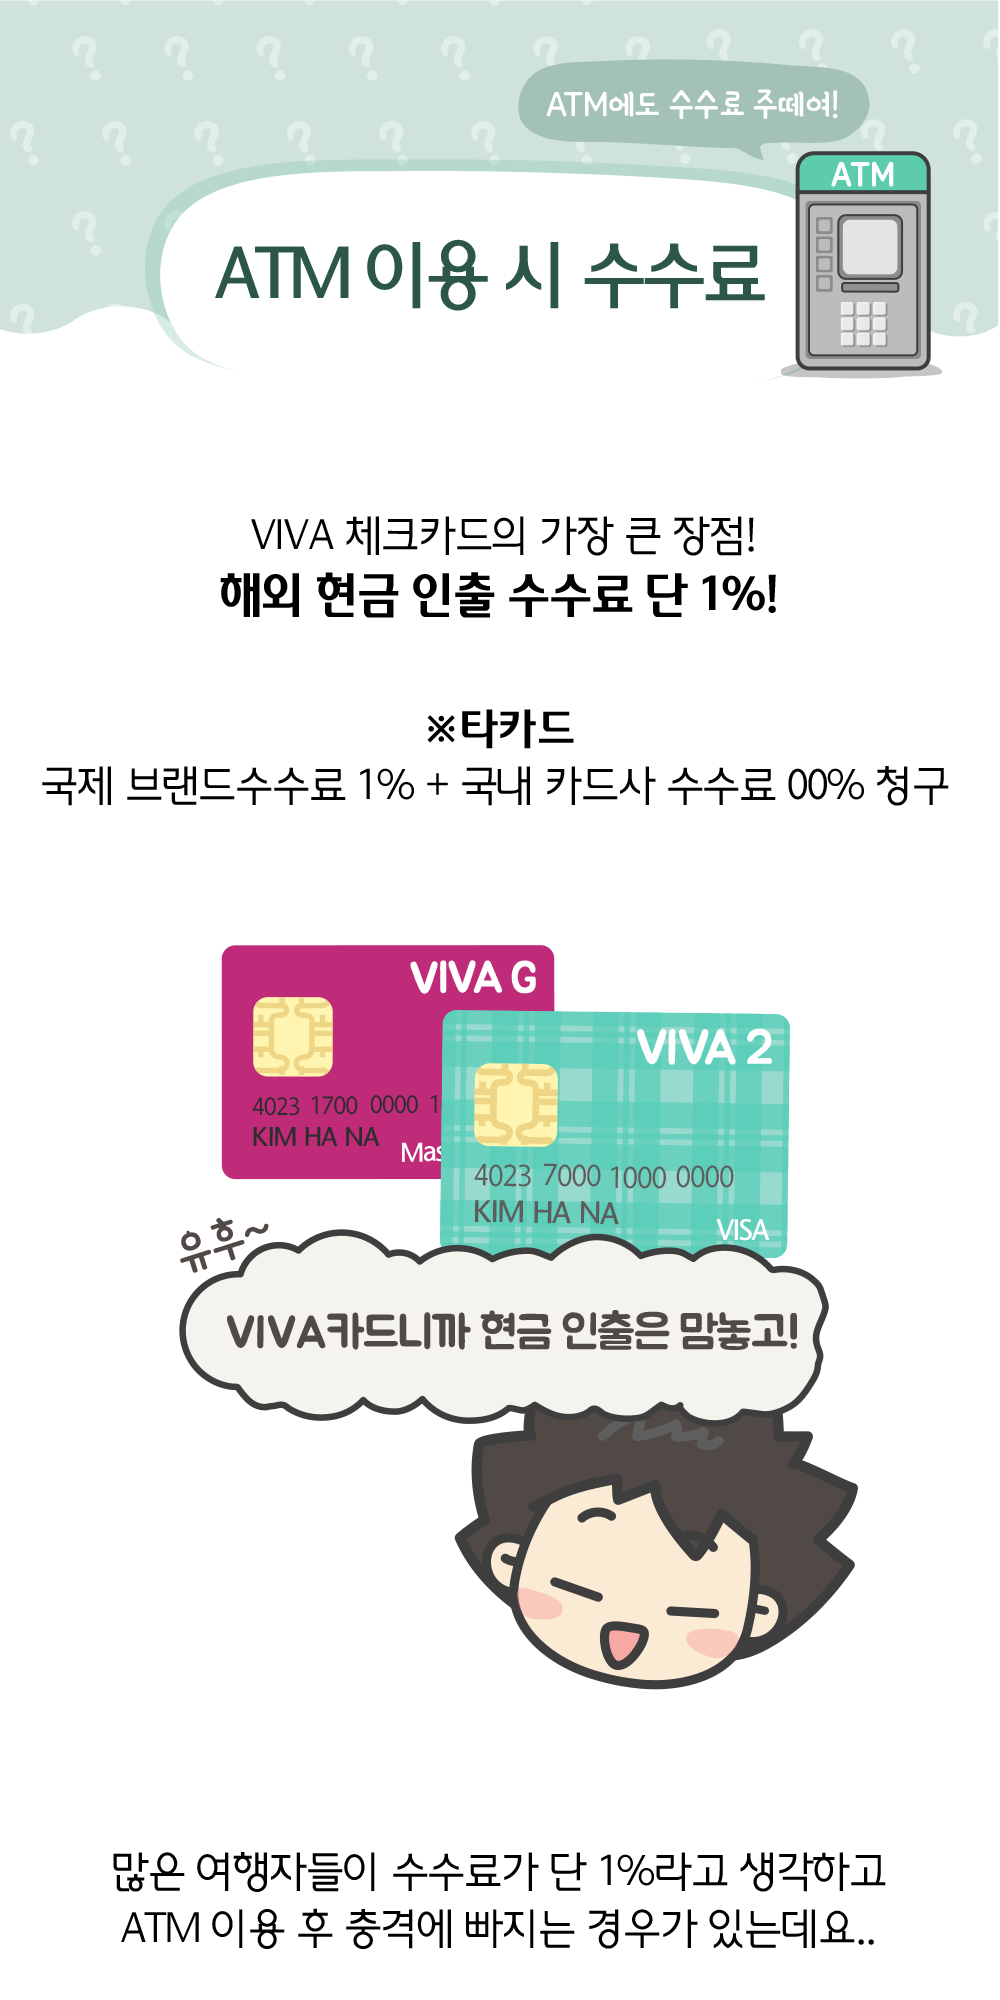 ATM에도 수수료 주떼여!
ATM
ATM 이용 시 수수료
VIVA 체크카드의 가장 큰 장점!
해외 현금 인출 수수료 단 1%!
※타카드
국제 브랜드수수료 1% + 국내 카드사 수수료 00% 청구
VIVA G
4023 1700 0000 1
KIM HA NA
Mas
VIVA 2
4023 7000 1000 0000
KIM HA NA
VISA
유후~
VIVA카드니까 현금 인출은 맘놓고!
많은 여행자들이 수수료가 단 1%라고 생각하고
ATM 이용 후 충격에 빠지는 경우가 있는데요..